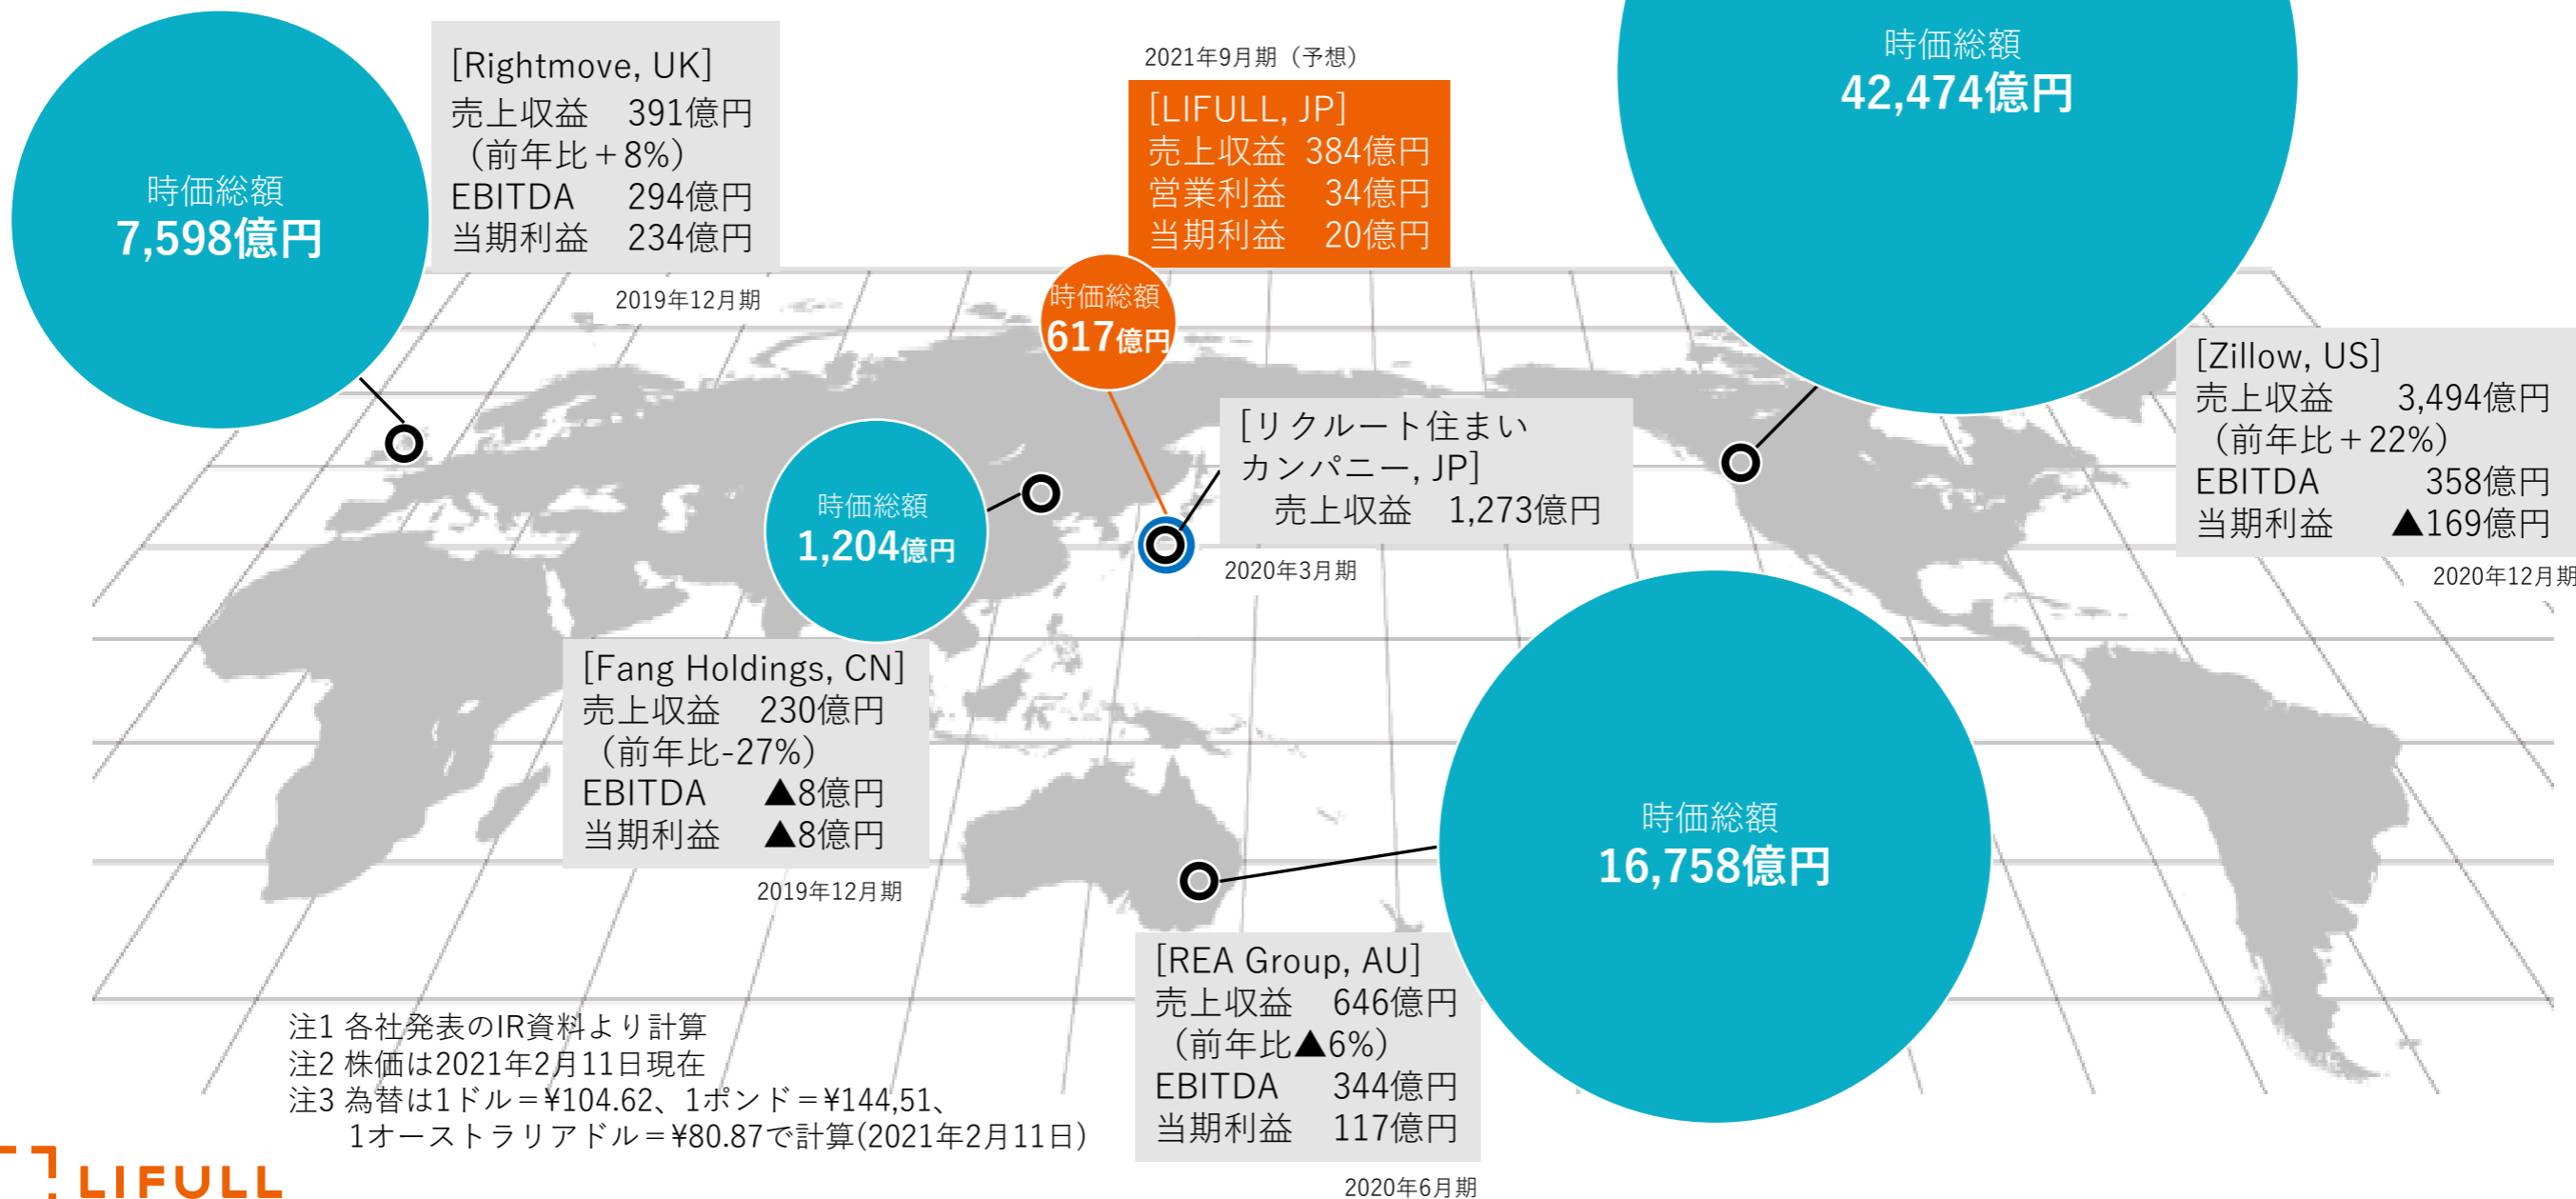 時価総額
7,598億円
[Rightmove, UK]
売上収益 391億円
（前年比＋8%）
EBITDA 294億円
当期利益 234億円
2019年12月期
2021年9月期（予想）
[LIFULL, JP]
売上収益 384億円
営業利益 34億円
当期利益 20億円
時価総額
617億円
時価総額
42,474億円
[Zillow, US]
売上収益 3,494億円
（前年比＋22%）
EBITDA 358億円
当期利益 ▲169億円
2020年12月期
[リクルート住まい
カンパニー, JP]
売上収益 1,273億円
2020年3月期
時価総額
1,204億円
[Fang Holdings, CN]
売上収益 230億円
（前年比-27%）
EBITDA ▲8億円
当期利益 ▲8億円
2019年12月期
時価総額
16,758億円
[REA Group, AU]
売上収益 646億円
（前年比▲6%）
EBITDA 344億円
当期利益 117億円
2020年6月期
注1 各社発表のIR資料より計算
注2 株価は2021年2月11日現在
注3 為替は1ドル＝¥104.62、1ポンド＝¥144,51、
1オーストラリアドル＝¥80.87で計算(2021年2月11日)
LIFULL